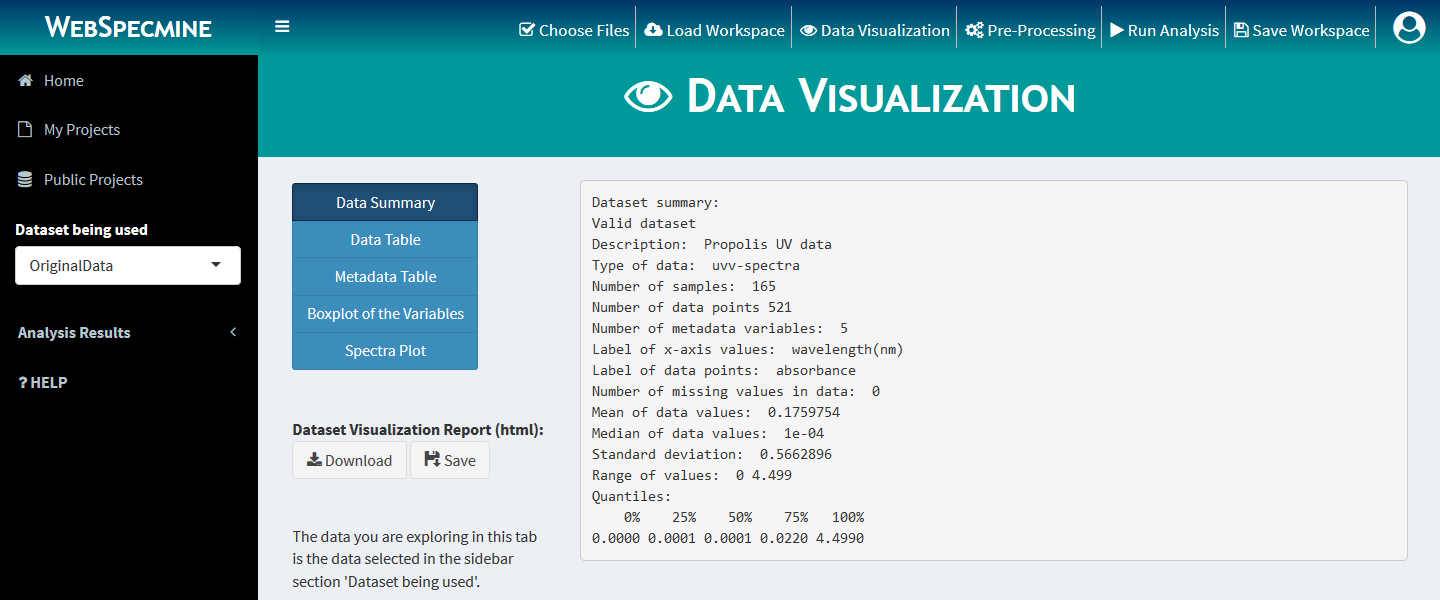 WebSpecmine
Choose Files
Load Workspace
Data Visualization
Pre-Processing
Run Analysis
Save Workspace
Data Visualization
Home
My Projects
Public Projects
Dataset being used
OriginalData
Analysis Results
? HELP
Data Summary
Data Table
Metadata Table
Boxplot of the Variables
Spectra Plot
Dataset Visualization Report (html):
Download
Save
The data you are exploring in this tab
is the data selected in the sidebar
section 'Dataset being used'.
Dataset summary:
Valid dataset
Description:  Propolis UV data
Type of data:  uvv-spectra
Number of samples:  165
Number of data points 521
Number of metadata variables:  5
Label of x-axis values:  wavelength(nm)
Label of data points:  absorbance
Number of missing values in data:  0
Mean of data values:  0.1759754
Median of data values:  1e-04
Standard deviation:  0.5662896
Range of values:  0 4.499
Quantiles:
    0%    25%    50%    75%   100%
0.0000 0.0001 0.0001 0.0220 4.4990